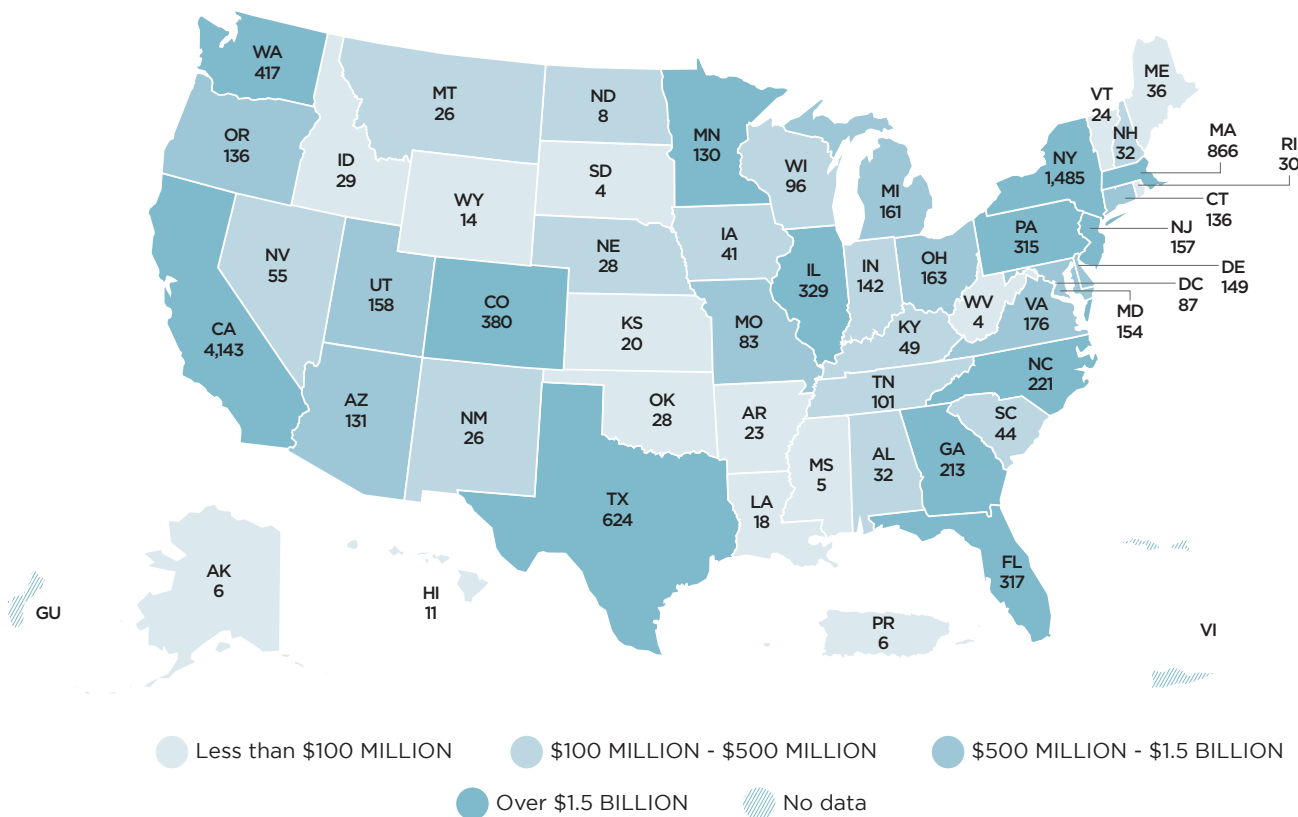 WA
417
OR
136
CA
4,143
ID
29
NV
55
MT
26
WY
14
UT
158
AZ
131
CO
380
NM
26
ND
8
SD
4
NE
28
KS
20
OK
28
TX
624
MN
130
IA
41
MO
83
AR
23
LA
18
WI
96
IL
329
MI
161
IN
142
OH
163
KY
49
TN
101
MS
5
AL
32
GA
213
FL
317
SC
44
NC
221
VA
176
WV
4
PA
315
NY
1,485
VT
24
NH
32
ME
36
MA
866
RI
30
CT
136
NJ
157
DE
149
DC
87
MD
154
AK
6
HI
11
GU
PR
6
VI
Less than $100 MILLION
$100 MILLION - $500 MILLION
$500 MILLION - $1.5 BILLION
Over $1.5 BILLION
No data